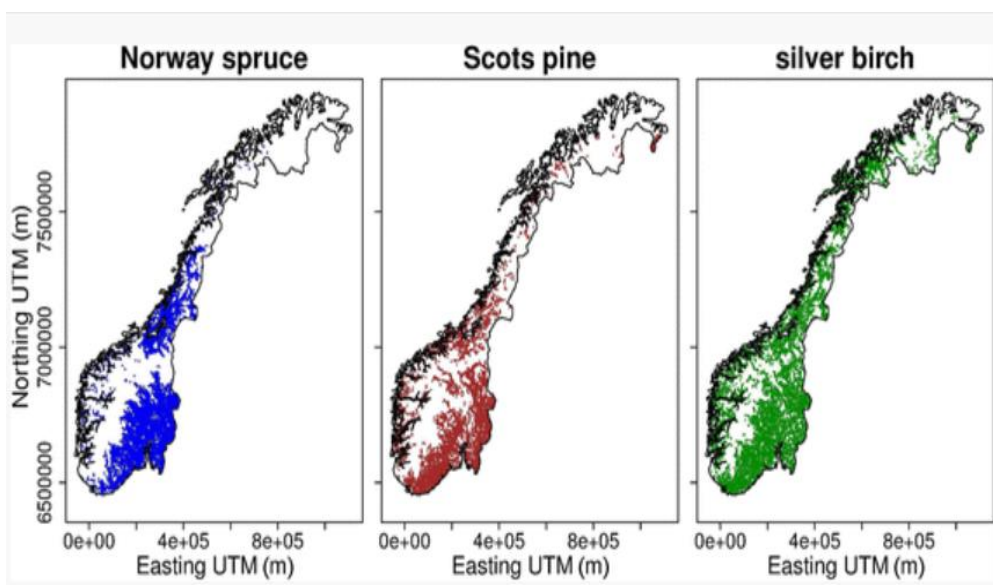 Norway spruce Scots pine silver birch
Northing UTM (m)
7500000
7000000
6500000
0e+00 4e+05 8e+05 0e+00 4e+05 8e+05 0e+00 4e+05 8e+05
Easting UTM (m) Easting UTM (m) Easting UTM (m)